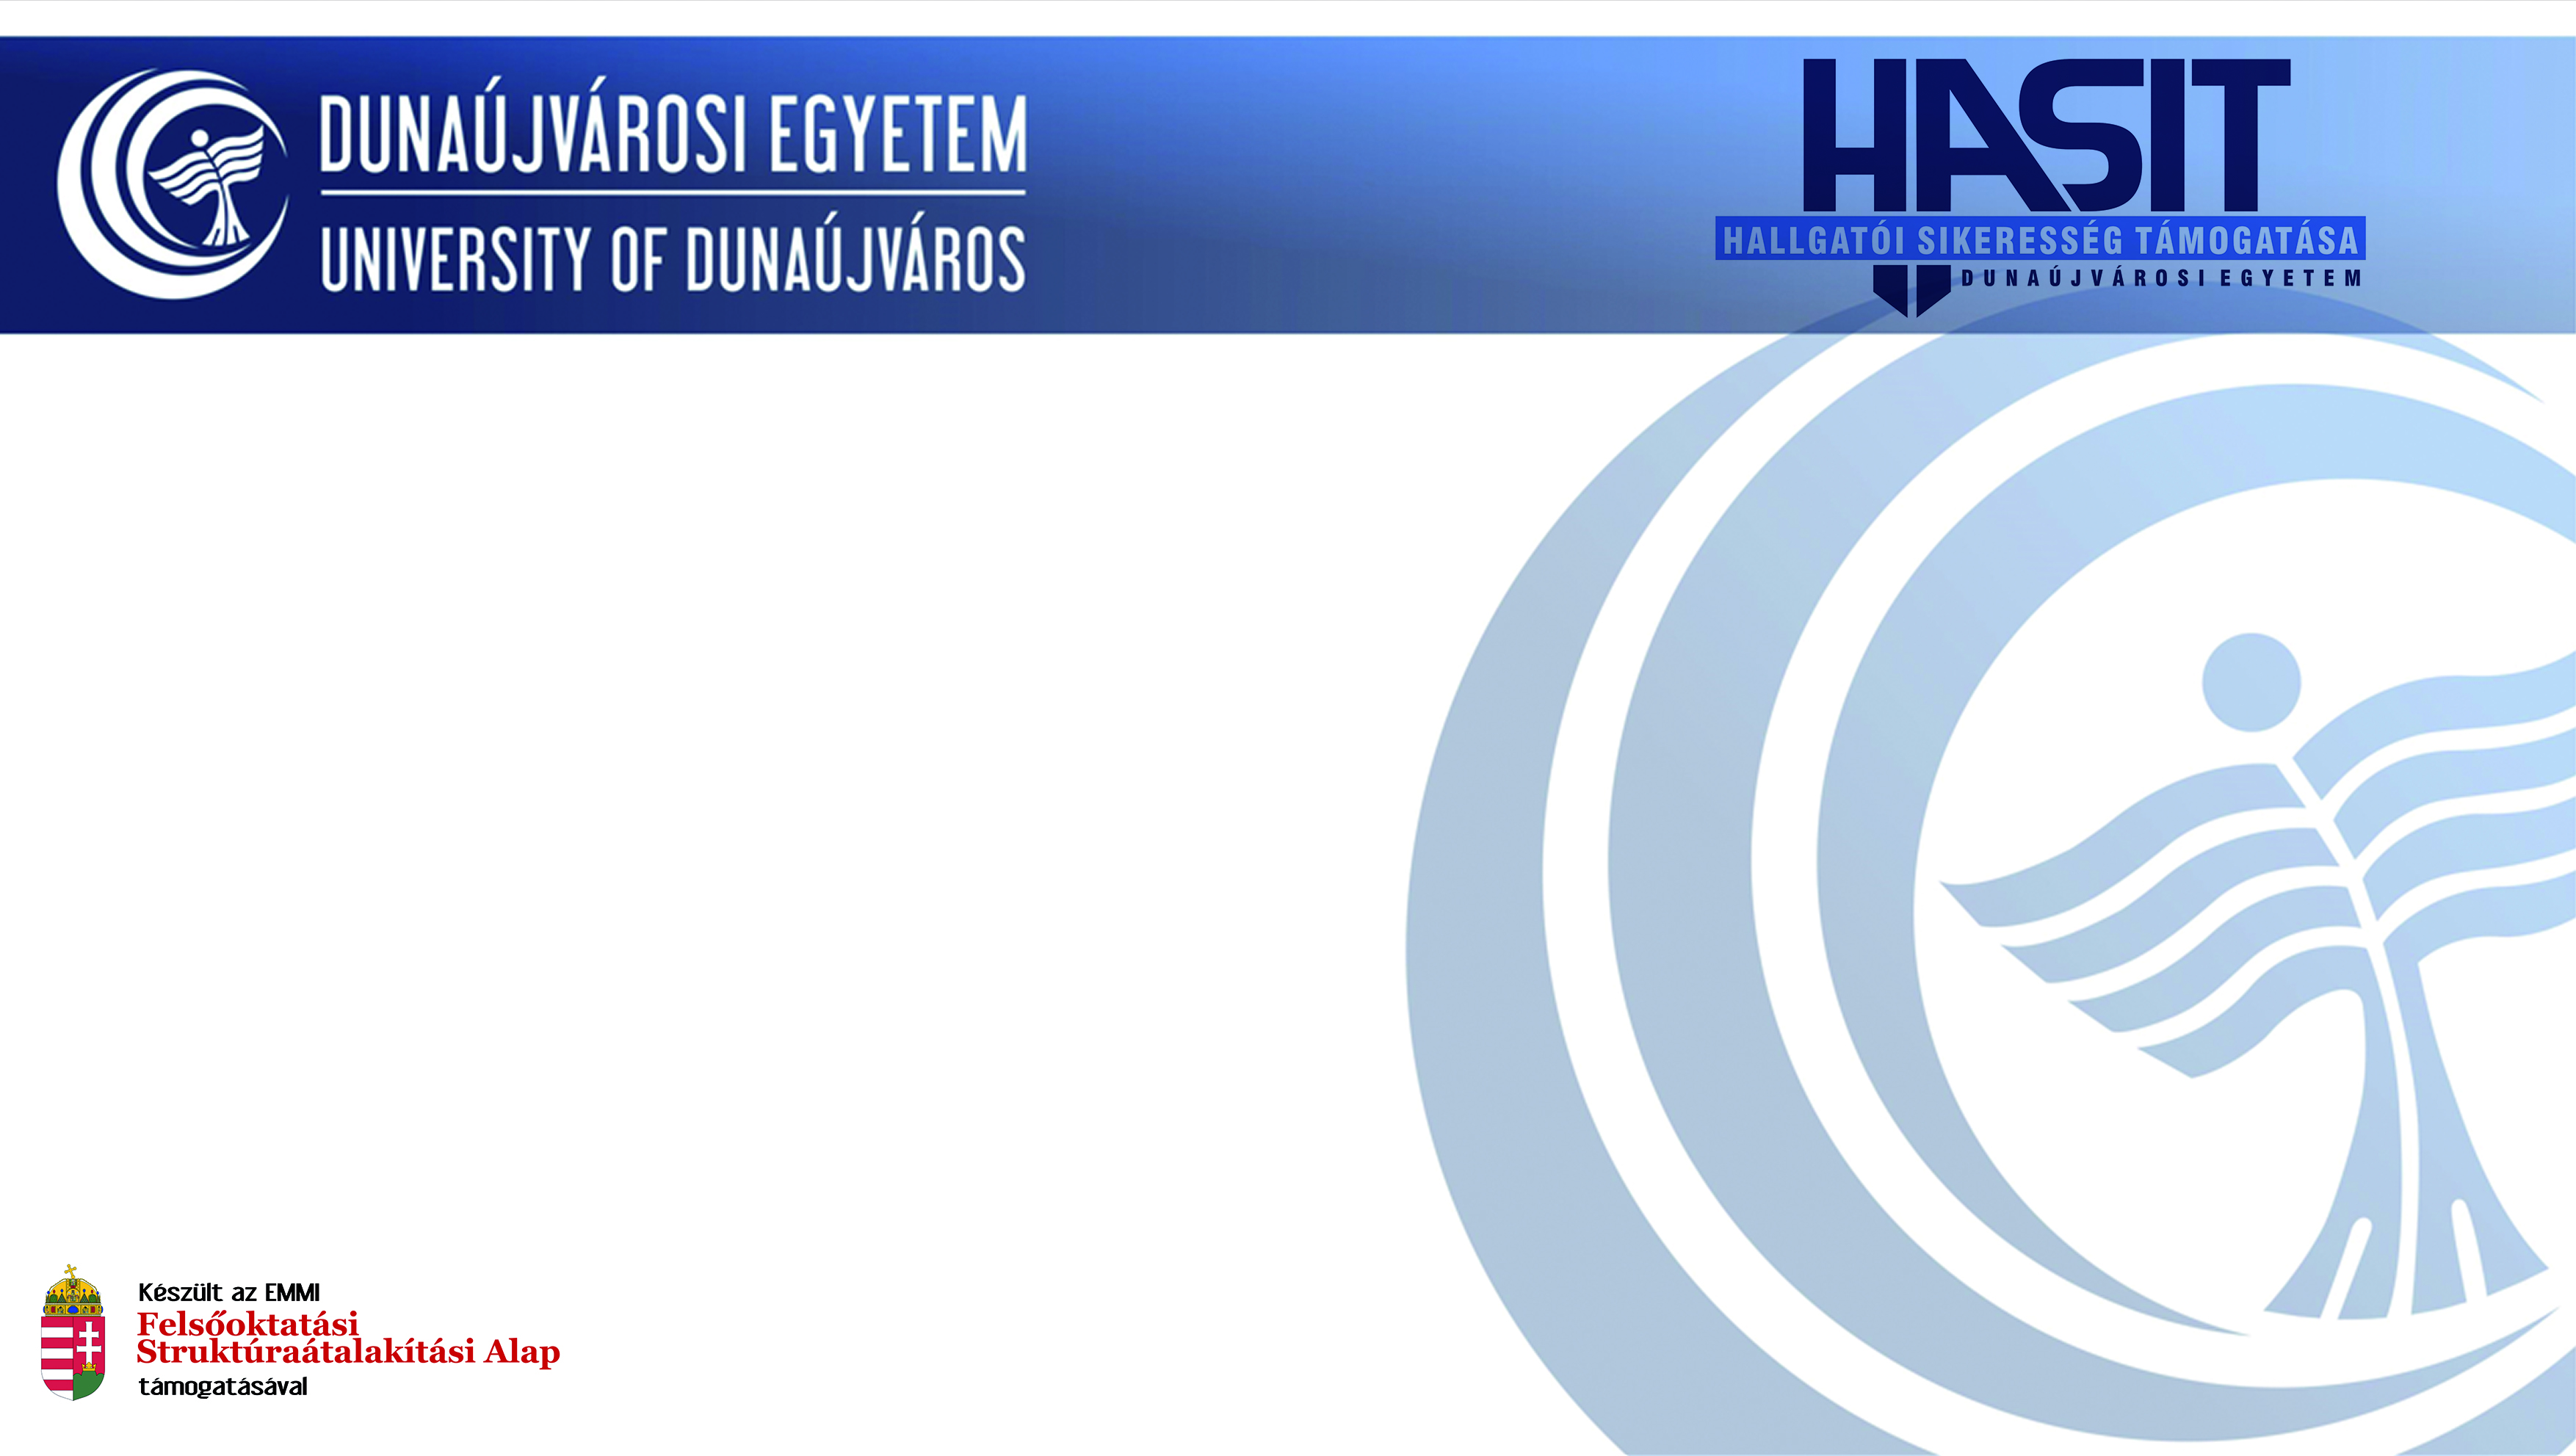 DUNAÚJVÁROSI EGYETEM
UNIVERSITY OF DUNAÚJVÁROS
HASIT
HALLGATÓI SIKERESSÉG TÁMOGATÁSA
DUNAÚJVÁROSI EGYETEM
Készült az EMMI
Felsőoktatási
Struktúraátalakítási Alap
támogatásával